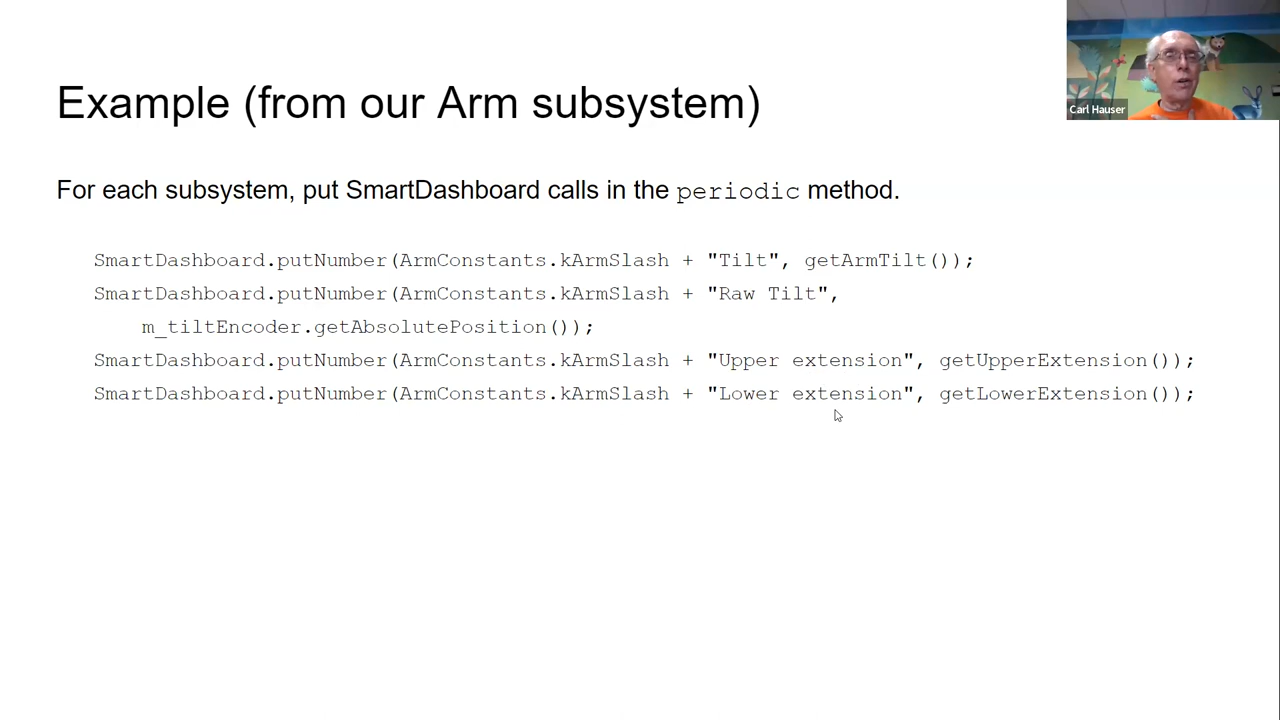 Example (from our Arm subsystem)
Carl Hauser
For each subsystem, put SmartDashboard calls in the periodic method.
SmartDashboard.putNumber(ArmConstants.kArmSlash + "Tilt", getArmTilt());
SmartDashboard.putNumber(ArmConstants.kArmSlash + "Raw Tilt",
m_tiltEncoder.getAbsolutePosition());
SmartDashboard.putNumber(ArmConstants.kArmSlash + "Upper extension", getUpperExtension());
SmartDashboard.putNumber(ArmConstants.kArmSlash + "Lower extension", getLowerExtension());